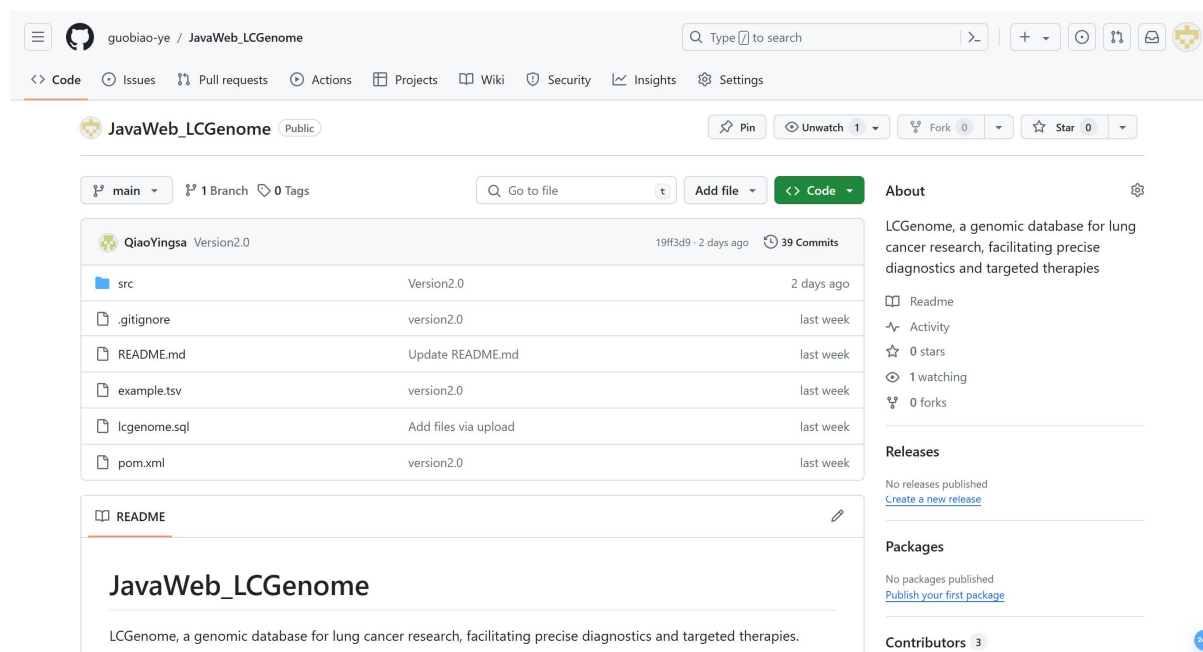 guobiao-ye / JavaWeb_LCGenome
Type / to search
Code Issues Pull requests Actions Projects Wiki Security Insights Settings
JavaWeb_LCGenome Public
Pin Unwatch 1 Fork 0 Star 0
main 1 Branch 0 Tags
Go to file t Add file Code
QiaoYingsa Version2.0 19ff3d9 · 2 days ago 39 Commits
src Version2.0 2 days ago
.gitignore version2.0 last week
README.md Update README.md last week
example.tsv version2.0 last week
lcgenome.sql Add files via upload last week
pom.xml version2.0 last week
README
JavaWeb_LCGenome
LCGenome, a genomic database for lung cancer research, facilitating precise diagnostics and targeted therapies.
About
LCGenome, a genomic database for lung
cancer research, facilitating precise
diagnostics and targeted therapies
Readme
Activity
0 stars
1 watching
0 forks
Releases
No releases published
Create a new release
Packages
No packages published
Publish your first package
Contributors 3